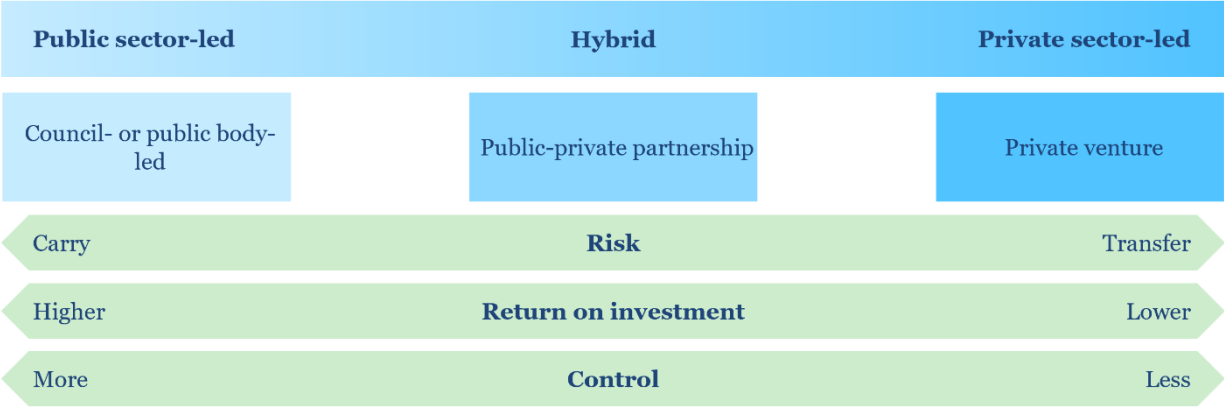 Public sector-led
Hybrid
Private sector-led
Council- or public body-
led
Public-private partnership
Private venture
Carry
Risk
Transfer
Higher
Return on investment
Lower
More
Control
Less